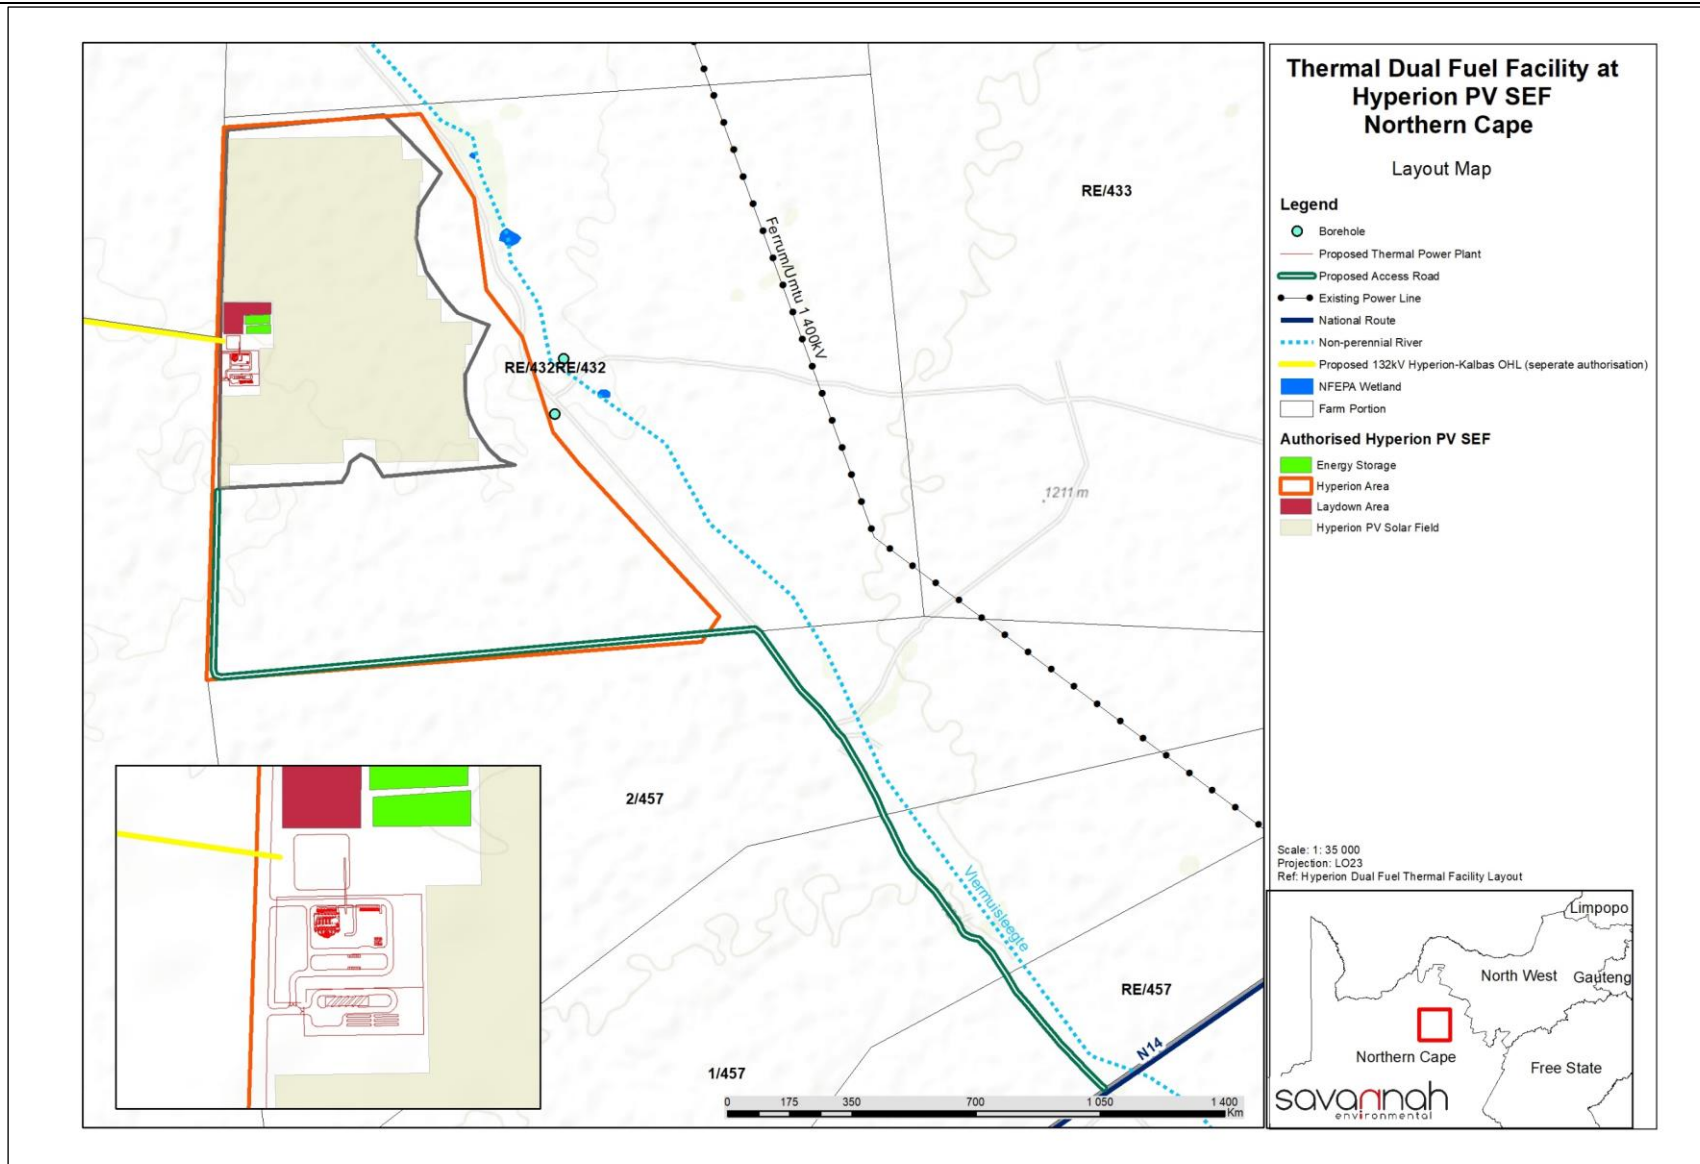 Thermal Dual Fuel Facility at
Hyperion PV SEF
Northern Cape
Layout Map
Legend
Borehole
Proposed Thermal Power Plant
Proposed Access Road
Existing Power Line
National Route
Non-perennial River
Proposed 132kV Hyperion-Kalbas OHL (seperate authorisation)
NFEPA Wetland
Farm Portion
Authorised Hyperion PV SEF
Energy Storage
Hyperion Area
Laydown Area
Hyperion PV Solar Field
Scale: 1: 35 000
Projection: LO23
Ref: Hyperion Dual Fuel Thermal Facility Layout
Limpopo
North West
Gauteng
Northern Cape
Free State
savannah
environmental
RE/433
Ferrum/Umtu 1 400kV
RE/432RE/432
1211 m
2/457
Vlermuisleegte
RE/457
N14
1/457
0 175 350 700 1 050 1 400
Km